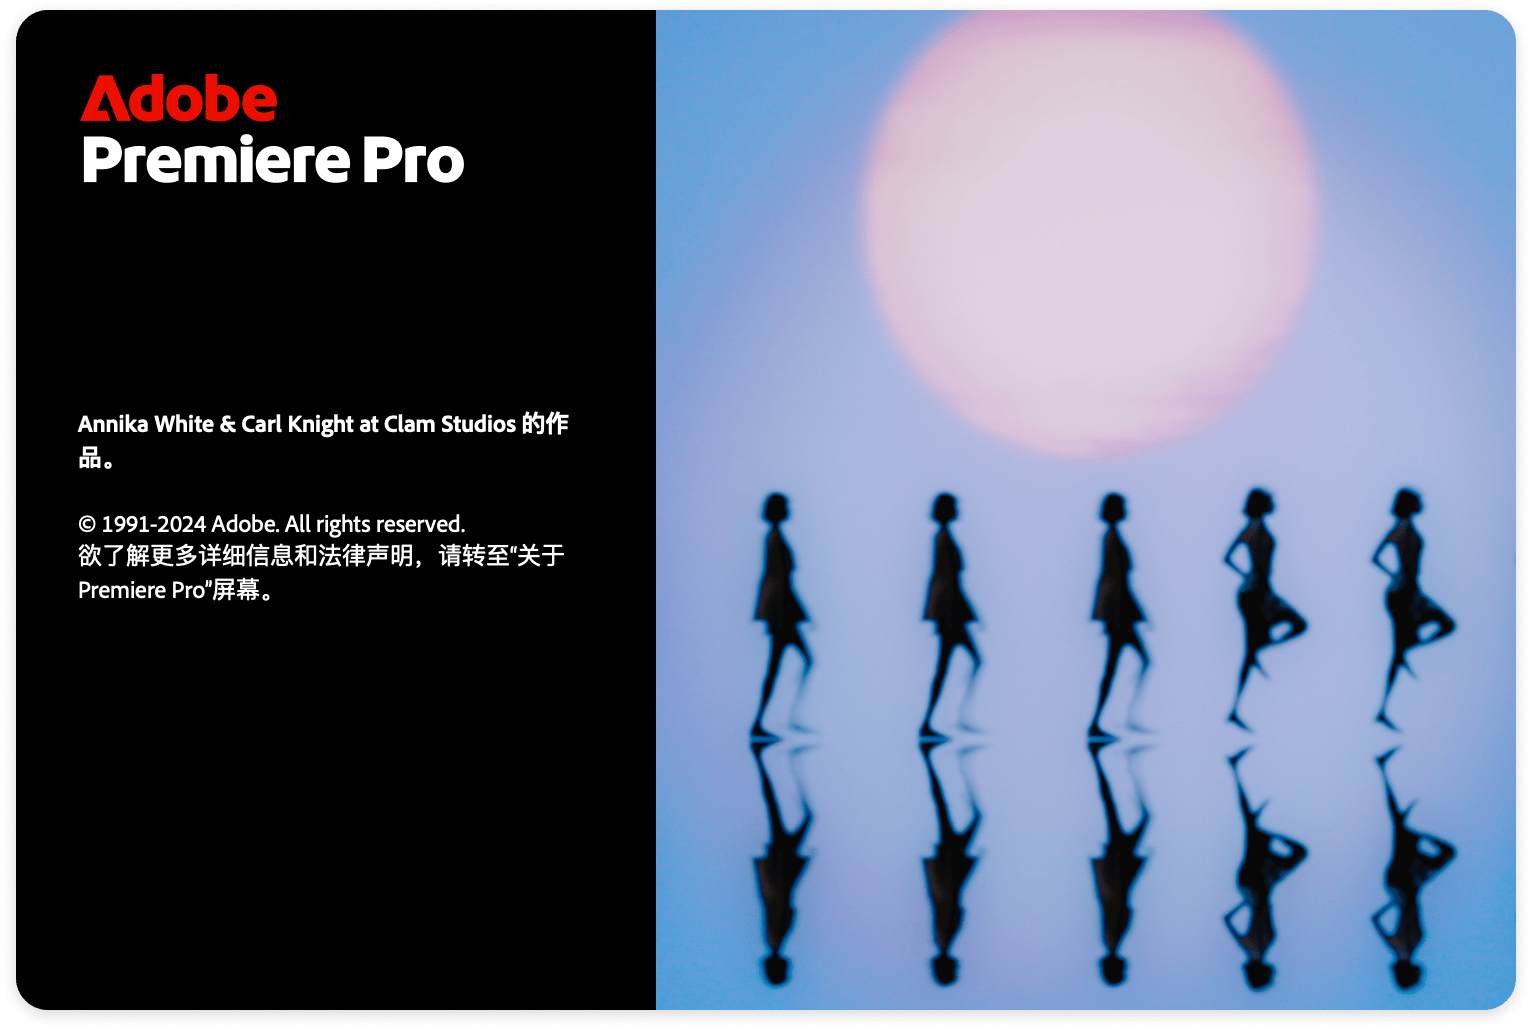 Adobe
Premiere Pro
Annika White & Carl Knight at Clam Studios 的作
品。
© 1991-2024 Adobe. All rights reserved.
欲了解更多详细信息和法律声明，请转至“关于
Premiere Pro”屏幕。